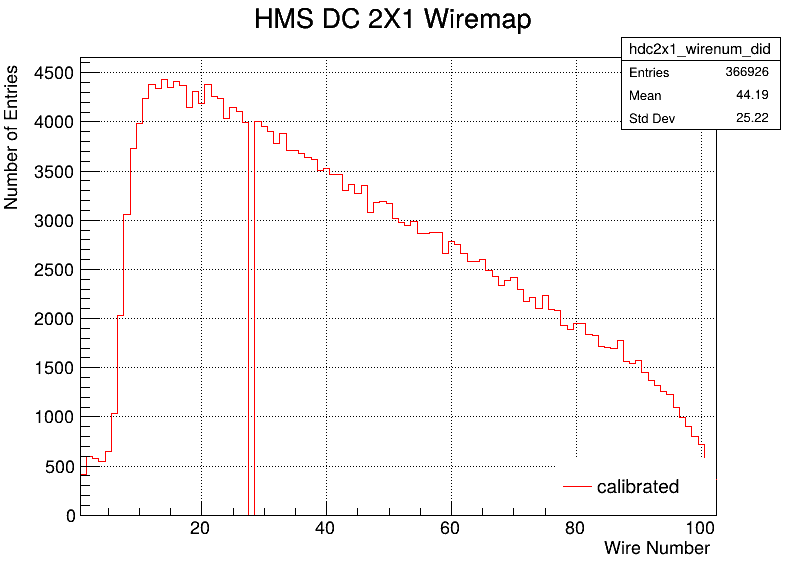 HMS DC 2X1 Wiremap
hdc2x1_wirenum_did
Entries 366926
Mean 44.19
Std Dev 25.22
Number of Entries
4500
4000
3500
3000
2500
2000
1500
1000
500
0
calibrated
20 40 60 80 100
Wire Number